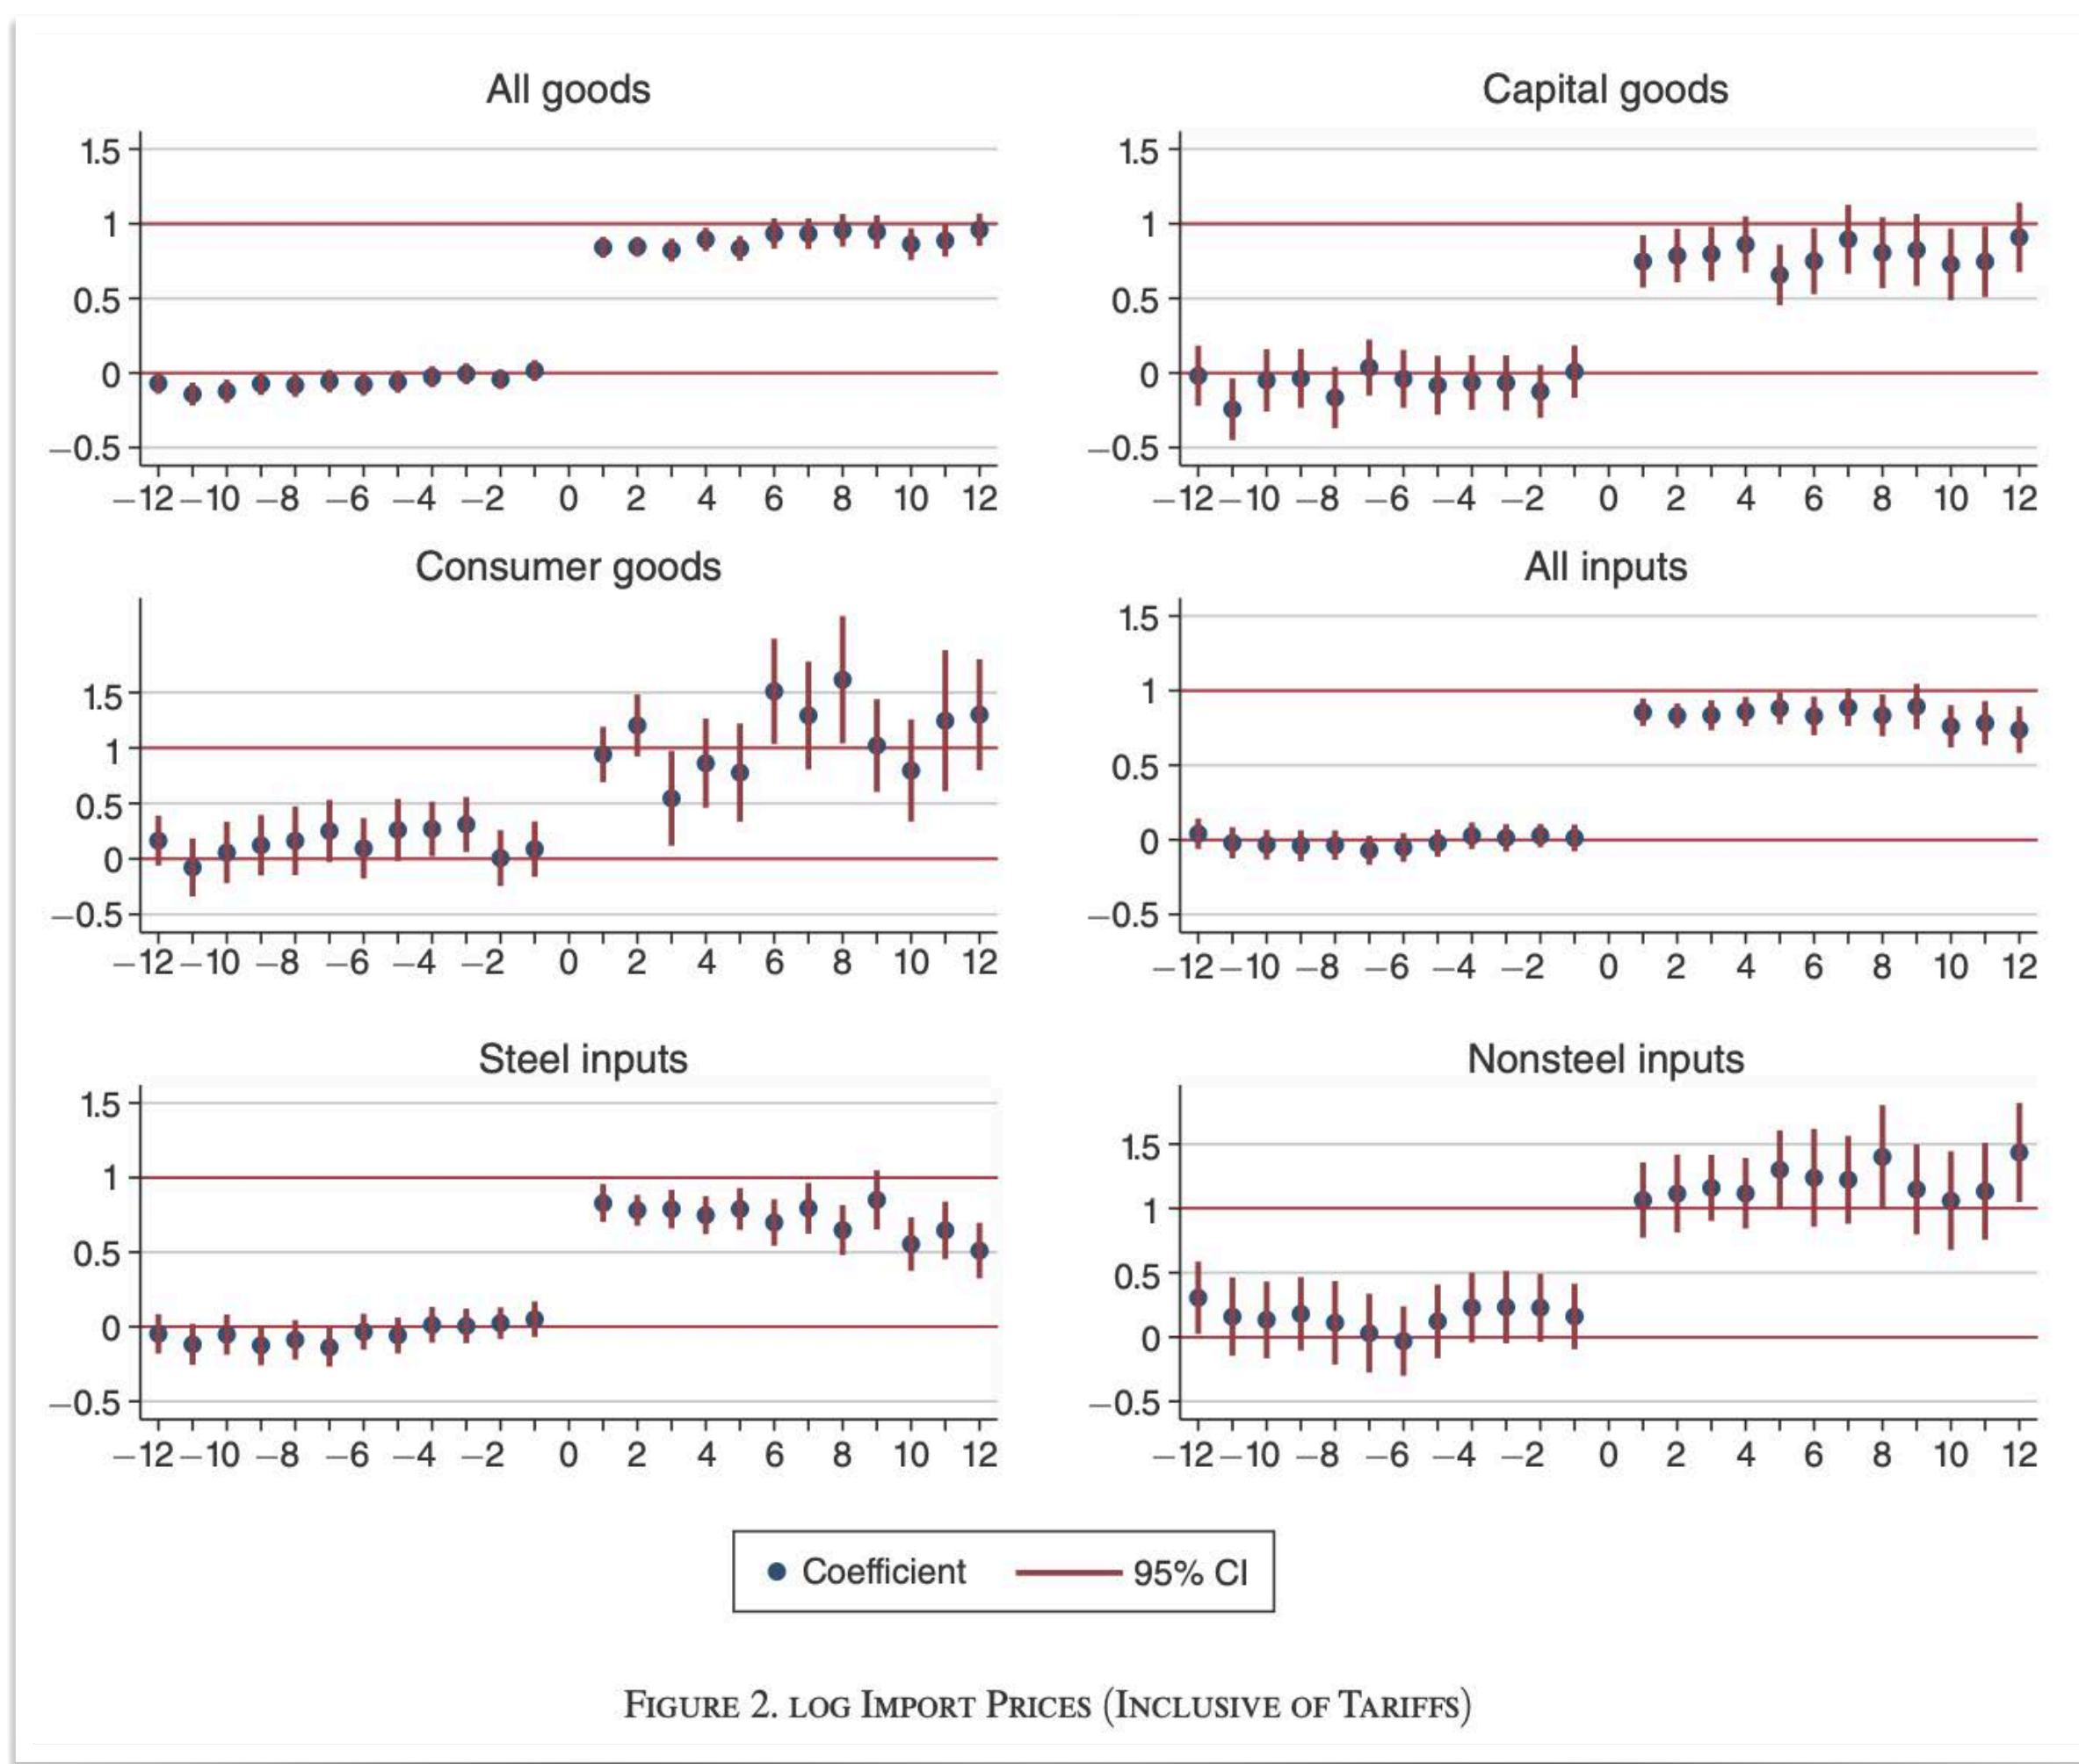 All goods
1.5
1
0.5
0
−0.5
−12 −10 −8 −6 −4 −2 0 2 4 6 8 10 12
Capital goods
1.5
1
0.5
0
−0.5
−12 −10 −8 −6 −4 −2 0 2 4 6 8 10 12
Consumer goods
1.5
1
0.5
0
−0.5
−12 −10 −8 −6 −4 −2 0 2 4 6 8 10 12
All inputs
1.5
1
0.5
0
−0.5
−12 −10 −8 −6 −4 −2 0 2 4 6 8 10 12
Steel inputs
1.5
1
0.5
0
−0.5
−12 −10 −8 −6 −4 −2 0 2 4 6 8 10 12
Nonsteel inputs
1.5
1
0.5
0
−0.5
−12 −10 −8 −6 −4 −2 0 2 4 6 8 10 12
Coefficient 95% CI
FIGURE 2. LOG IMPORT PRICES (INCLUSIVE OF TARIFFS)